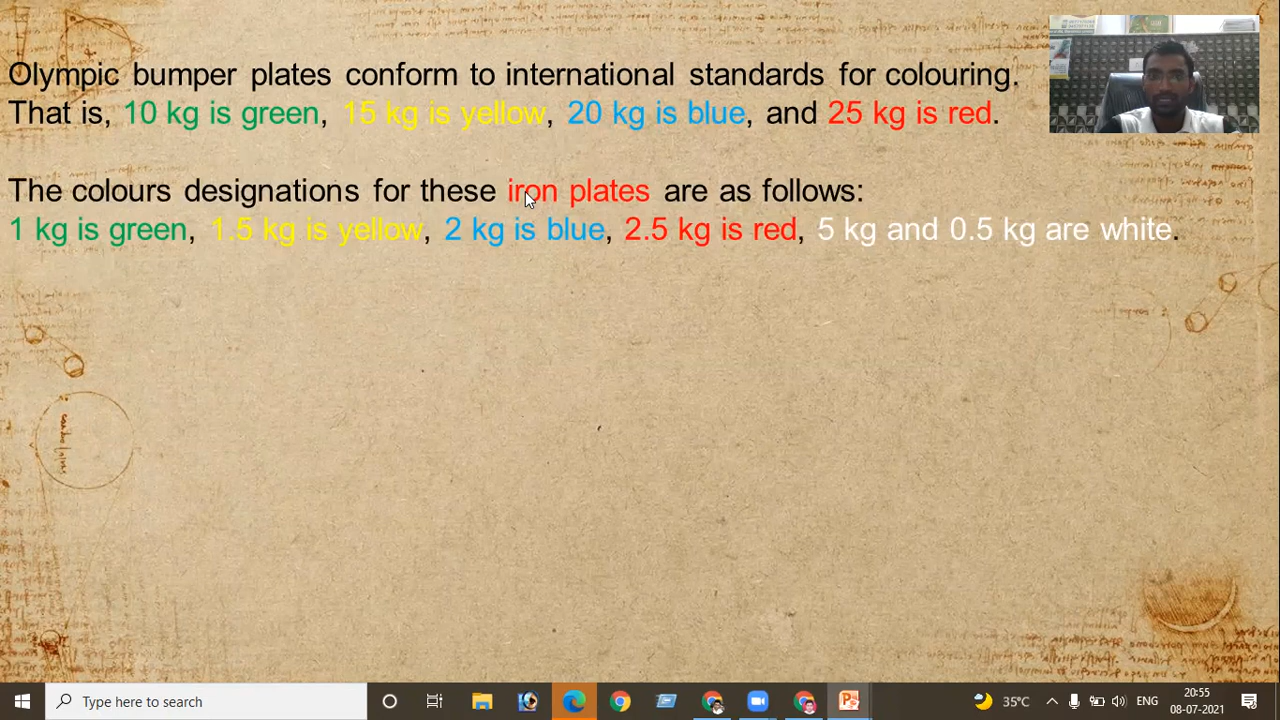 Olympic bumper plates conform to international standards for colouring.
That is, 10 kg is green, 15 kg is yellow, 20 kg is blue, and 25 kg is red.
The colours designations for these iron plates are as follows:
1 kg is green, 1.5 kg is yellow, 2 kg is blue, 2.5 kg is red, 5 kg and 0.5 kg are white.
Type here to search
35°C
ENG
20:55
08-07-2021